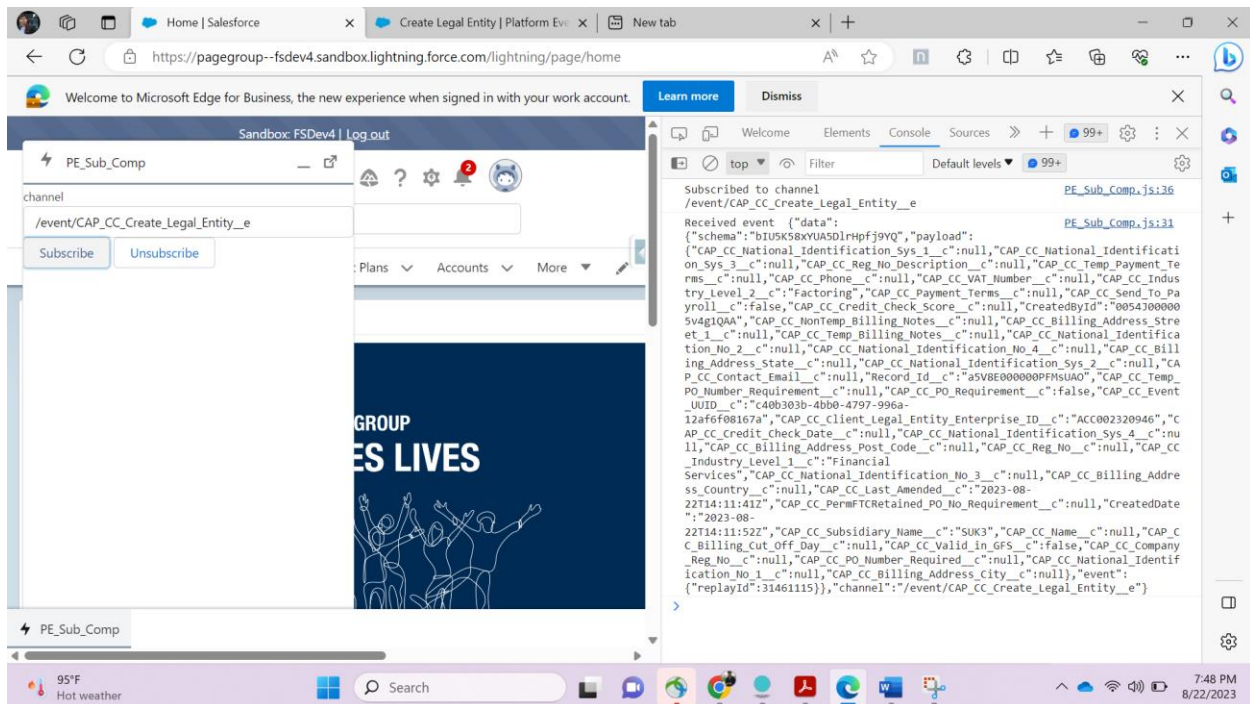 Home | Salesforce
Create Legal Entity | Platform Eve
New tab
https://pagegroup--fsdev4.sandbox.lightning.force.com/lightning/page/home
Welcome to Microsoft Edge for Business, the new experience when signed in with your work account.
Learn more
Dismiss
Sandbox: FSDev4 | Log out
PE_Sub_Comp
2
channel
/event/CAP_CC_Create_Legal_Entity__e
Subscribe
Unsubscribe
: Plans
Accounts
More
GROUP
ES LIVES
PE_Sub_Comp
Welcome
Elements
Console
Sources
99+
top
Filter
Default levels
99+
Subscribed to channel PE_Sub_Comp.js:36
/event/CAP_CC_Create_Legal_Entity__e
Received event {"data": PE_Sub_Comp.js:31
{"schema":"bIU5K58xYUA5DlrHpfj9YQ","payload":
{"CAP_CC_National_Identification_Sys_1__c":null,"CAP_CC_National_Identificati
on_Sys_3__c":null,"CAP_CC_Reg_No_Description__c":null,"CAP_CC_Temp_Payment_Te
rms__c":null,"CAP_CC_Phone__c":null,"CAP_CC_VAT_Number__c":null,"CAP_CC_Indus
try_Level_2__c":"Factoring","CAP_CC_Payment_Terms__c":null,"CAP_CC_Send_To_Pa
yroll__c":false,"CAP_CC_Credit_Check_Score__c":null,"CreatedById":"0054J00000
5v4g1QAA","CAP_CC_NonTemp_Billing_Notes__c":null,"CAP_CC_Billing_Address_Stre
et_1__c":null,"CAP_CC_Temp_Billing_Notes__c":null,"CAP_CC_National_Identifica
tion_No_2__c":null,"CAP_CC_National_Identification_No_4__c":null,"CAP_CC_Bill
ing_Address_State__c":null,"CAP_CC_National_Identification_Sys_2__c":null,"CA
P_CC_Contact_Email__c":null,"Record_Id__c":"a5V8E000000PFMsUAO","CAP_CC_Temp_
PO_Number_Requirement__c":null,"CAP_CC_PO_Requirement__c":false,"CAP_CC_Event
_UUID__c":"c40b303b-4bb0-4797-996a-
12af6f08167a","CAP_CC_Client_Legal_Entity_Enterprise_ID__c":"ACC002320946","C
AP_CC_Credit_Check_Date__c":null,"CAP_CC_National_Identification_Sys_4__c":nu
ll,"CAP_CC_Billing_Address_Post_Code__c":null,"CAP_CC_Reg_No__c":null,"CAP_CC
_Industry_Level_1__c":"Financial
Services","CAP_CC_National_Identification_No_3__c":null,"CAP_CC_Billing_Addre
ss_Country__c":null,"CAP_CC_Last_Amended__c":"2023-08-
22T14:11:41Z","CAP_CC_PermFTCRetained_PO_No_Requirement__c":null,"CreatedDate
":"2023-08-
22T14:11:52Z","CAP_CC_Subsidiary_Name__c":"SUK3","CAP_CC_Name__c":null,"CAP_C
C_Billing_Cut_Off_Day__c":null,"CAP_CC_Valid_in_GFS__c":false,"CAP_CC_Company
_Reg_No__c":null,"CAP_CC_PO_Number_Required__c":null,"CAP_CC_National_Identif
ication_No_1__c":null,"CAP_CC_Billing_Address_City__c":null},"event":
{"replayId":31461115}},"channel":"/event/CAP_CC_Create_Legal_Entity__e"}
95°F
Hot weather
Search
7:48 PM
8/22/2023